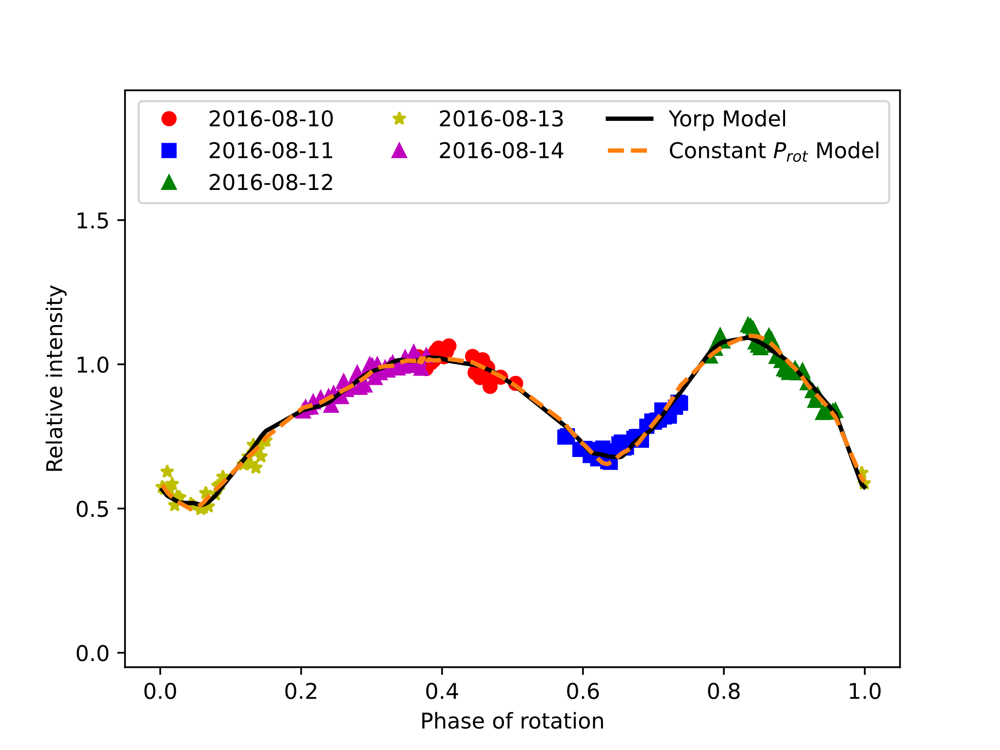 2016-08-10
2016-08-11
2016-08-12
2016-08-13
2016-08-14
Yorp Model
Constant P_rot Model
1.5
1.0
0.5
0.0
Relative intensity
0.0 0.2 0.4 0.6 0.8 1.0
Phase of rotation